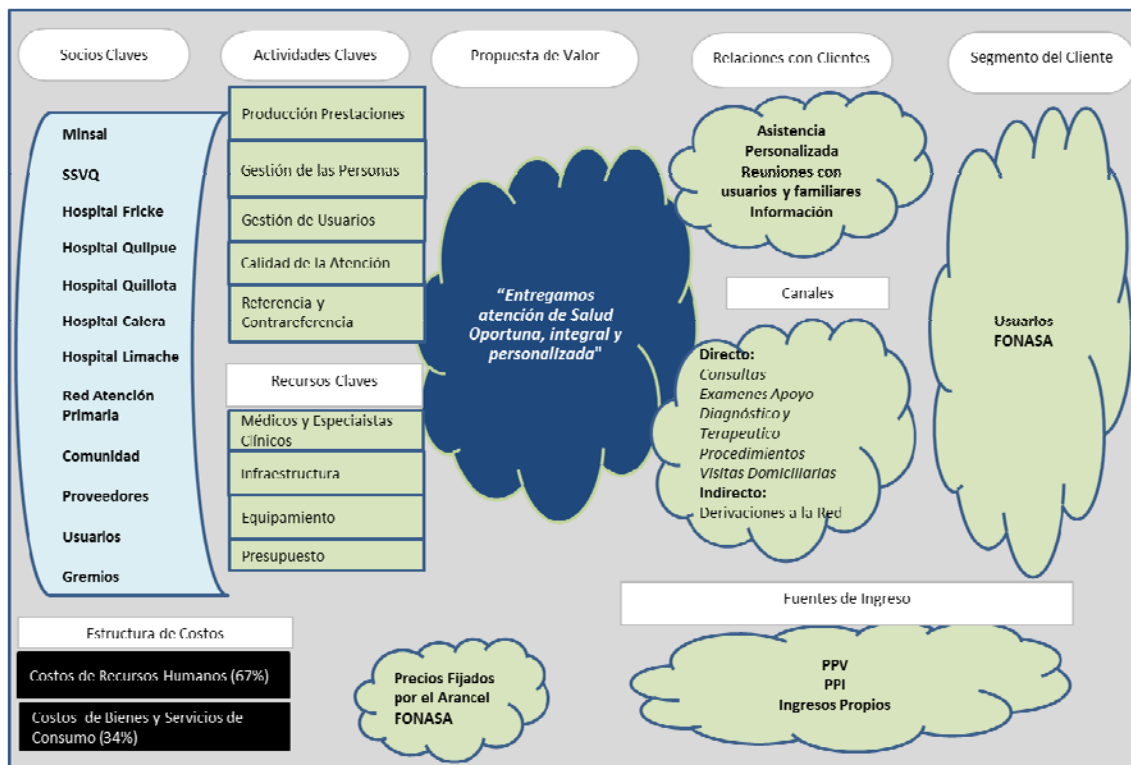 Socios Claves
Minsal
SSVQ
Hospital Fricke
Hospital Quilpue
Hospital Quillota
Hospital Calera
Hospital Limache
Red Atención
Primaria
Comunidad
Proveedores
Usuarios
Gremios
Actividades Claves
Producción Prestaciones
Gestión de las Personas
Gestión de Usuarios
Calidad de la Atención
Referencia y
Contrareferencia
Recursos Claves
Médicos y Especiaistas
Clínicos
Infraestructura
Equipamiento
Presupuesto
Propuesta de Valor
“Entregamos
atención de Salud
Oportuna, integral y
personalizada"
Relaciones con Clientes
Asistencia
Personalizada
Reuniones con
usuarios y familiares
Información
Canales
Directo:
Consultas
Examenes Apoyo
Diagnóstico y
Terapeutico
Procedimientos
Visitas Domiciliarias
Indirecto:
Derivaciones a la Red
Segmento del Cliente
Usuarios
FONASA
Estructura de Costos
Costos de Recursos Humanos (67%)
Costos de Bienes y Servicios de
Consumo (34%)
Precios Fijados
por el Arancel
FONASA
Fuentes de Ingreso
PPV
PPI
Ingresos Propios